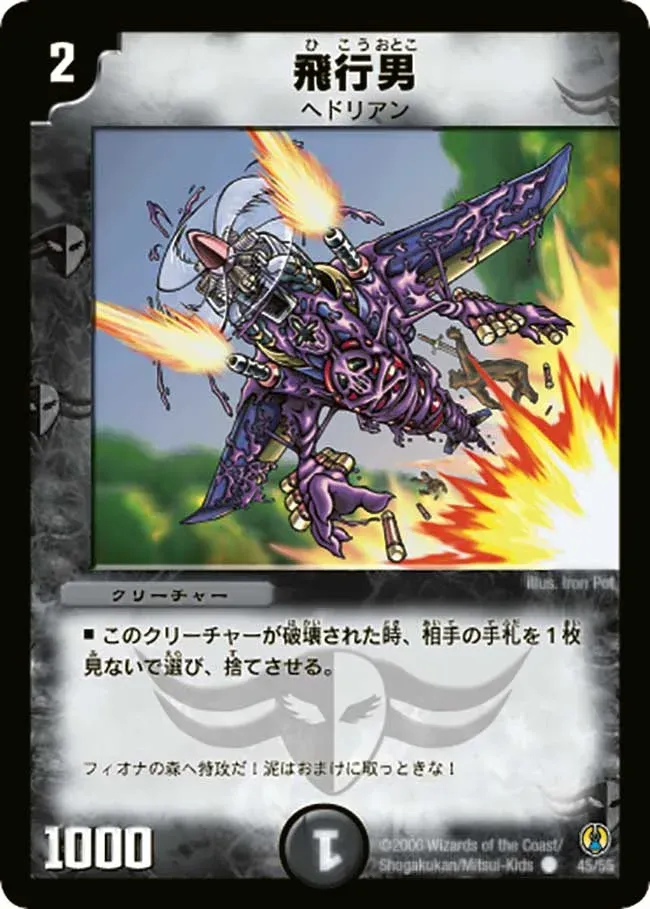 2
ひこうおとこ
飛行男
ヘドリアン
illus. Iron Pot
クリーチャー
■ このクリーチャーが破壊された時、相手の手札を1枚
見ないで選び、捨てさせる。
フィオナの森へ特攻だ!泥はおまけに取っときな!
1000
1
©2006 Wizards of the Coast/
Shogakukan/Mitsui-Kids
45/55